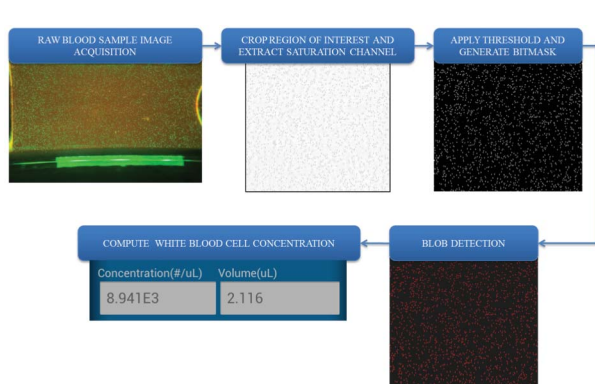 RAW BLOOD SAMPLE IMAGE
ACQUISITION
CROP REGION OF INTEREST AND
EXTRACT SATURATION CHANNEL
APPLY THRESHOLD AND
GENERATE BITMASK
BLOB DETECTION
COMPUTE WHITE BLOOD CELL CONCENTRATION
Concentration(#/uL) Volume(uL)
8.941E3 2.116